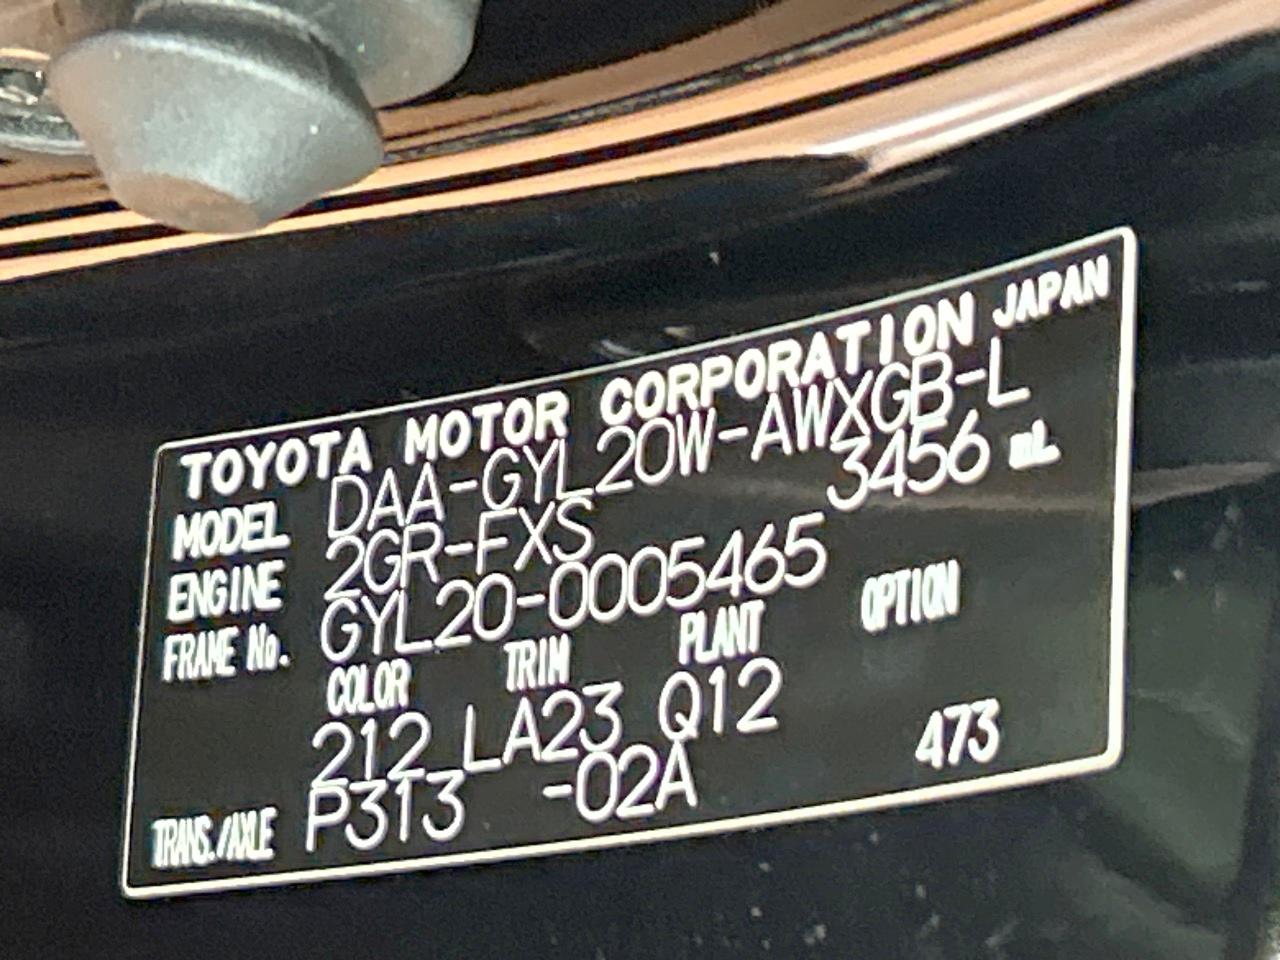 TOYOTA MOTOR CORPORATION JAPAN
MODEL DAA-GYL20W-AWXGB-L
ENGINE 2GR-FXS 3456 mL
FRAME No. GYL20-0005465
COLOR TRIM PLANT OPTION
212 LA23 Q12
TRANS./AXLE P313 -02A 473